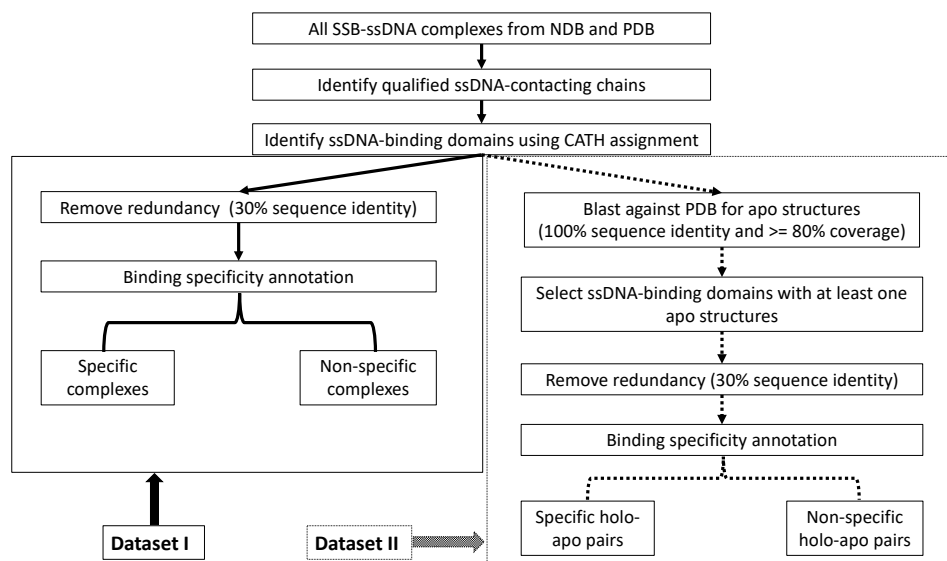 All SSB-ssDNA complexes from NDB and PDB
Identify qualified ssDNA-contacting chains
Identify ssDNA-binding domains using CATH assignment
Remove redundancy (30% sequence identity)
Binding specificity annotation
Specific
complexes
Non-specific
complexes
Dataset I
Blast against PDB for apo structures
(100% sequence identity and >= 80% coverage)
Select ssDNA-binding domains with at least one
apo structures
Remove redundancy (30% sequence identity)
Binding specificity annotation
Specific holo-
apo pairs
Non-specific
holo-apo pairs
Dataset II